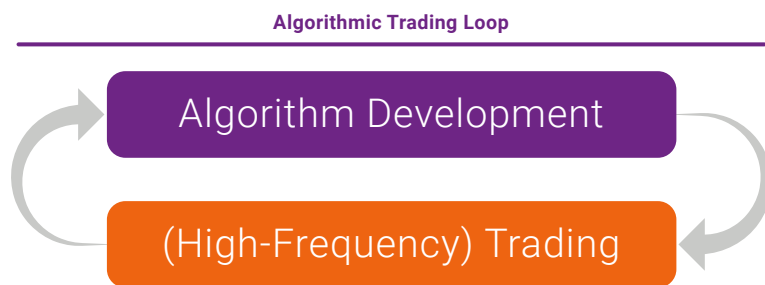 Algorithmic Trading Loop
Algorithm Development
(High-Frequency) Trading